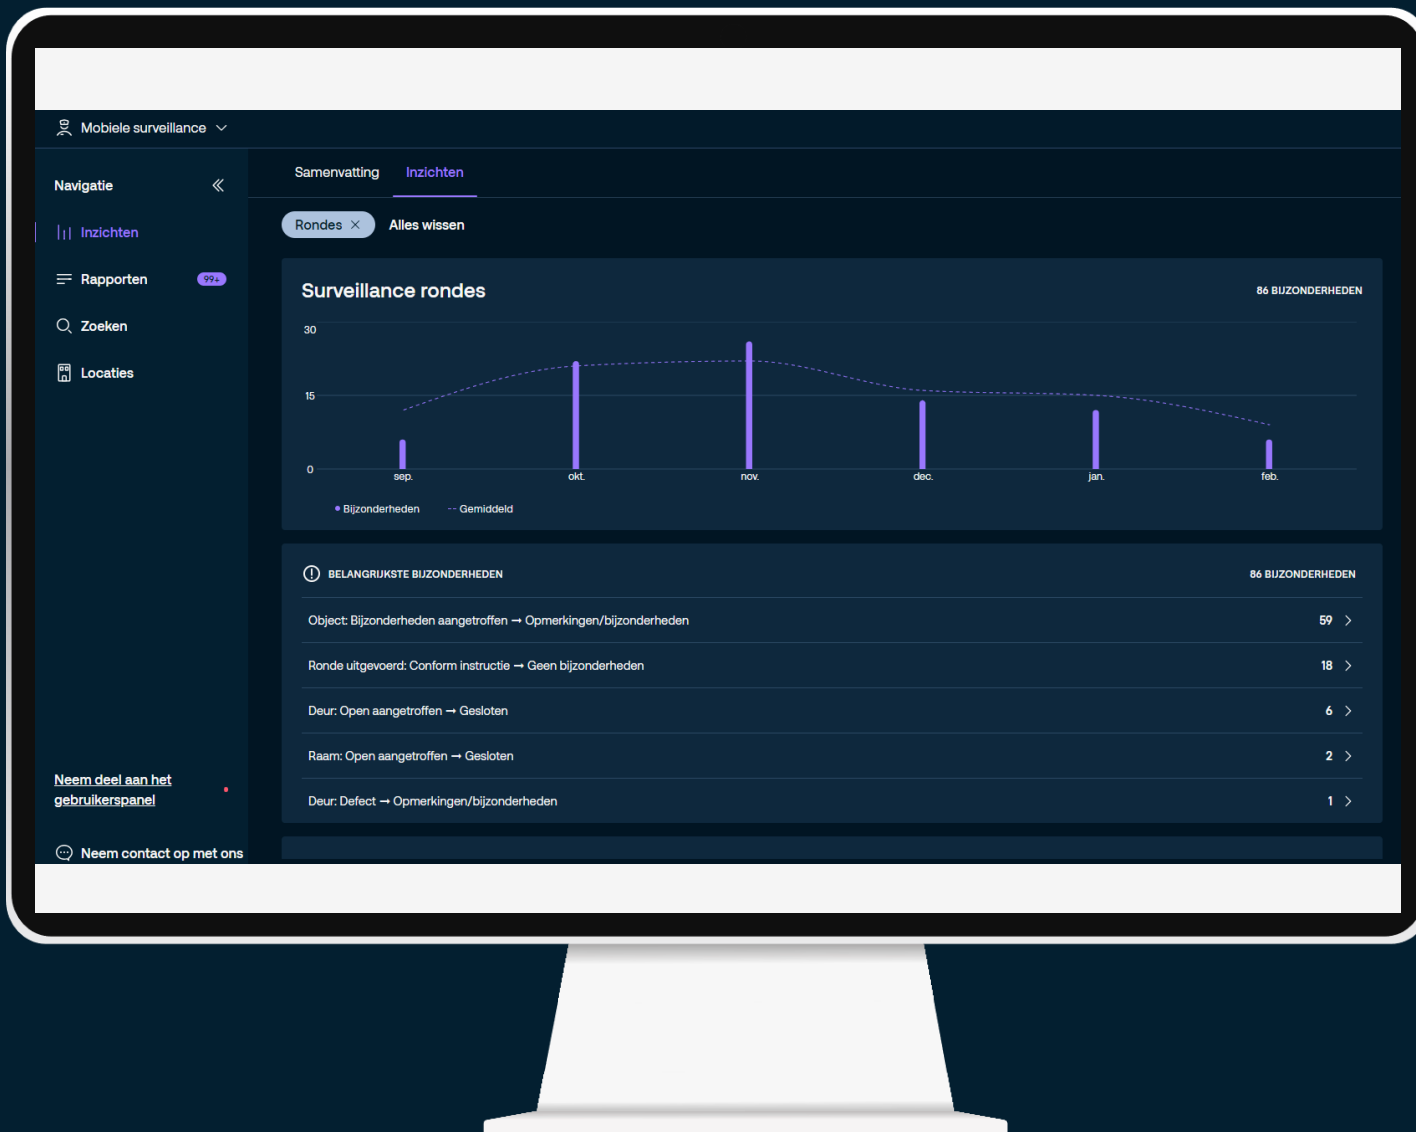 Mobiele surveillance
Navigatie
Inzichten
Rapporten 99+
Zoeken
Locaties
Neem deel aan het
gebruikerspanel
Neem contact op met ons
Samenvatting Inzichten
Rondes Alles wissen
Surveillance rondes 86 BIJZONDERHEDEN
30
15
0
sep. okt. nov. dec. jan. feb.
Bijzonderheden -- Gemiddeld
BELANGRIJKSTE BIJZONDERHEDEN 86 BIJZONDERHEDEN
Object: Bijzonderheden aangetroffen → Opmerkingen/bijzonderheden 59
Ronde uitgevoerd: Conform instructie → Geen bijzonderheden 18
Deur: Open aangetroffen → Gesloten 6
Raam: Open aangetroffen → Gesloten 2
Deur: Defect → Opmerkingen/bijzonderheden 1